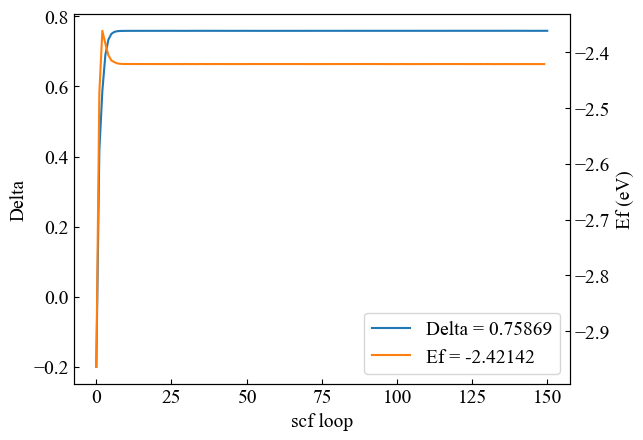 0.8
0.6
0.4
0.2
0.0
−0.2
Delta
−2.4
−2.5
−2.6
−2.7
−2.8
−2.9
Ef (eV)
Delta = 0.75869
Ef = -2.42142
0 25 50 75 100 125 150
scf loop